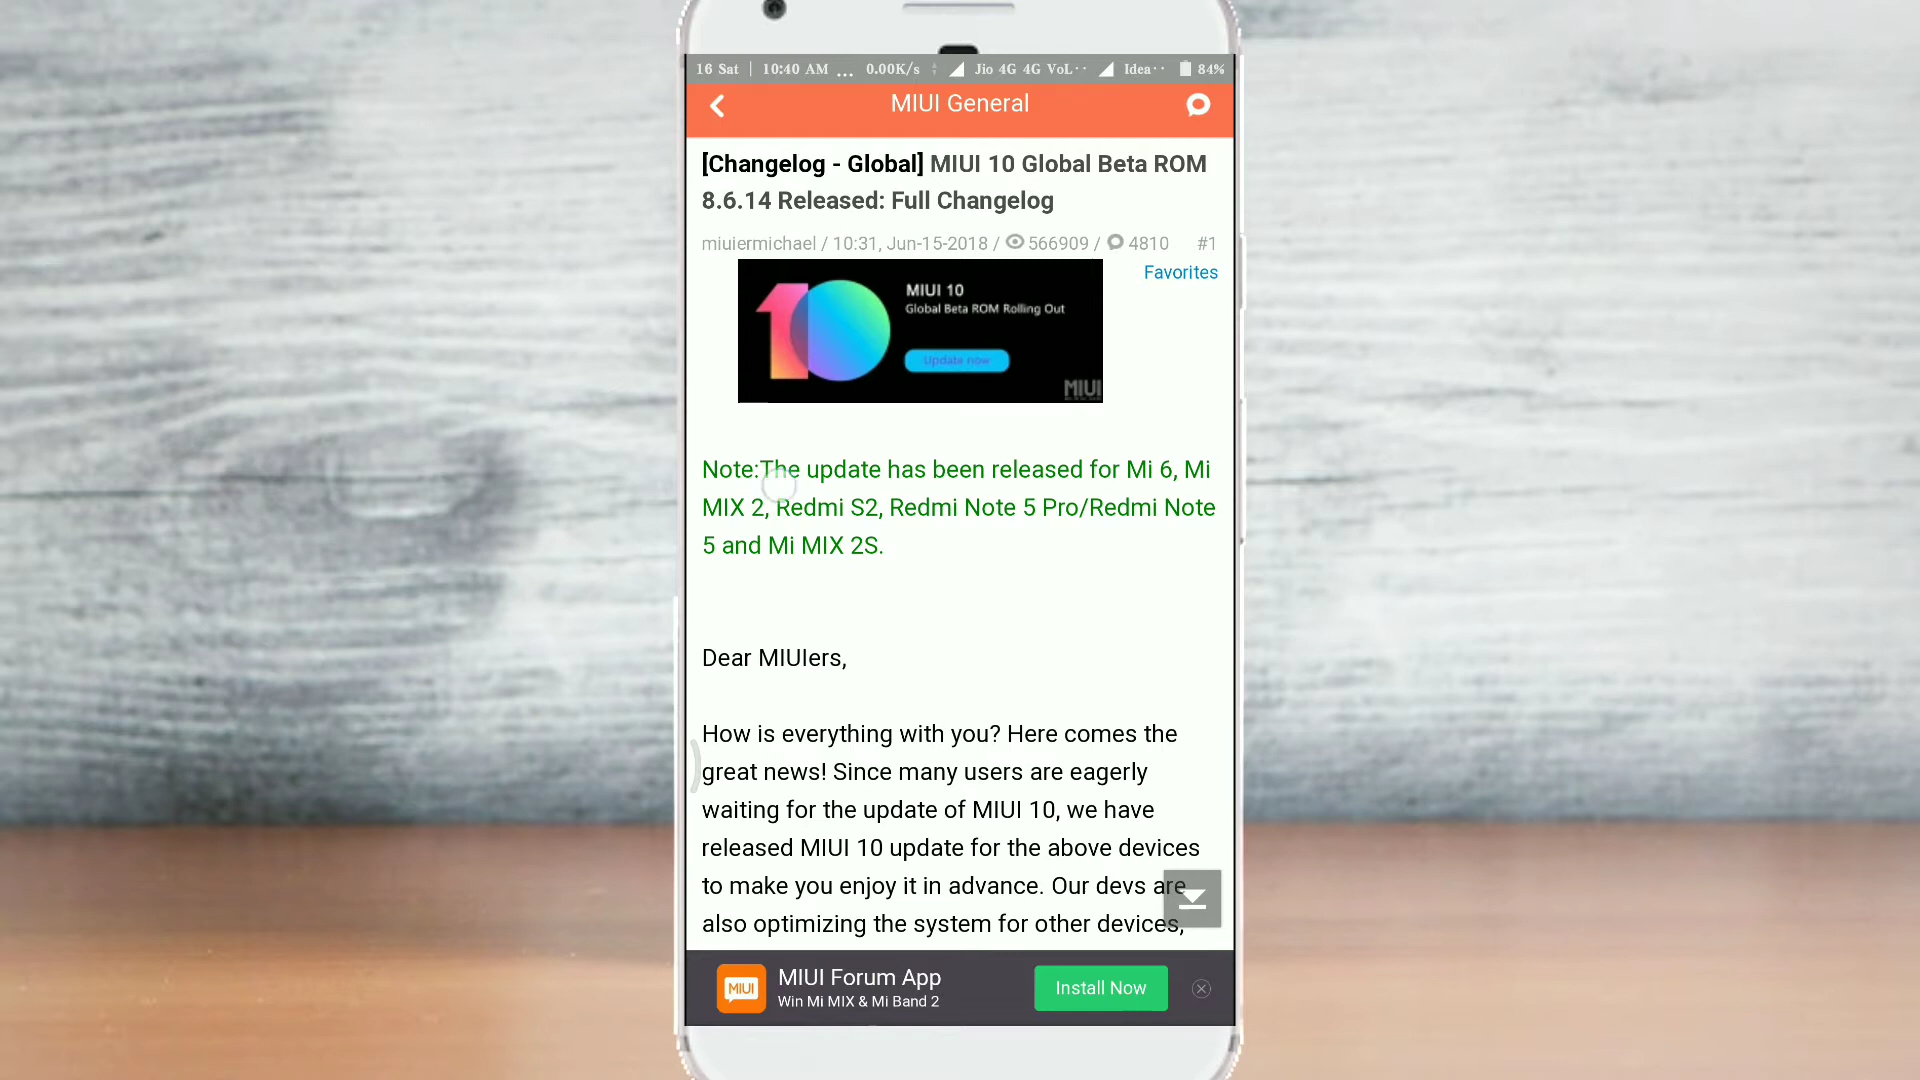 16 Sat | 10:40 AM ... 0.00K/s Jio 4G 4G VoL·· Idea·· 84%
MIUI General
[Changelog - Global] MIUI 10 Global Beta ROM
8.6.14 Released: Full Changelog
miuiermichael / 10:31, Jun-15-2018 / 566909 / 4810 #1
Favorites
10
MIUI 10
Global Beta ROM Rolling Out
Update now
MIUI
Note:The update has been released for Mi 6, Mi
MIX 2, Redmi S2, Redmi Note 5 Pro/Redmi Note
5 and Mi MIX 2S.
Dear MIUIers,
How is everything with you? Here comes the
great news! Since many users are eagerly
waiting for the update of MIUI 10, we have
released MIUI 10 update for the above devices
to make you enjoy it in advance. Our devs are
also optimizing the system for other devices,
MIUI
MIUI Forum App
Win Mi MIX & Mi Band 2
Install Now